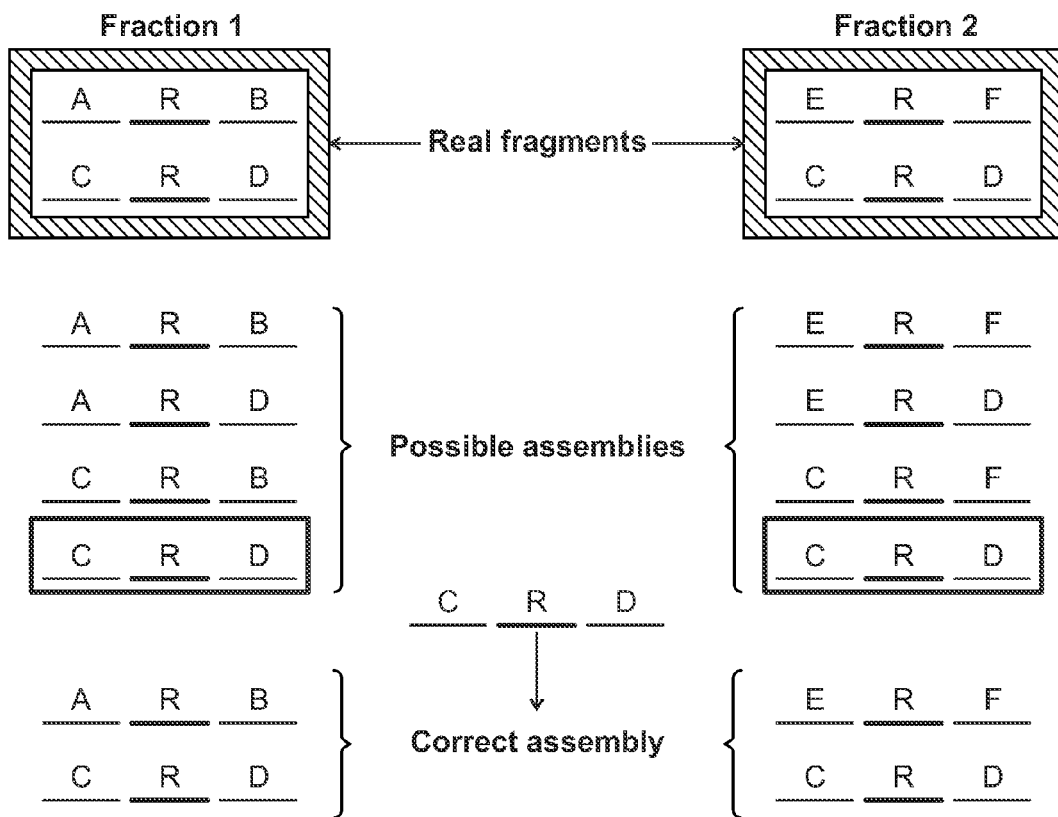 Fraction 1
Fraction 2
A R B
E R F
Real fragments
C R D
C R D
A R B
E R F
A R D
E R D
Possible assemblies
C R B
C R F
C R D
C R D
C R D
A R B
E R F
Correct assembly
C R D
C R D